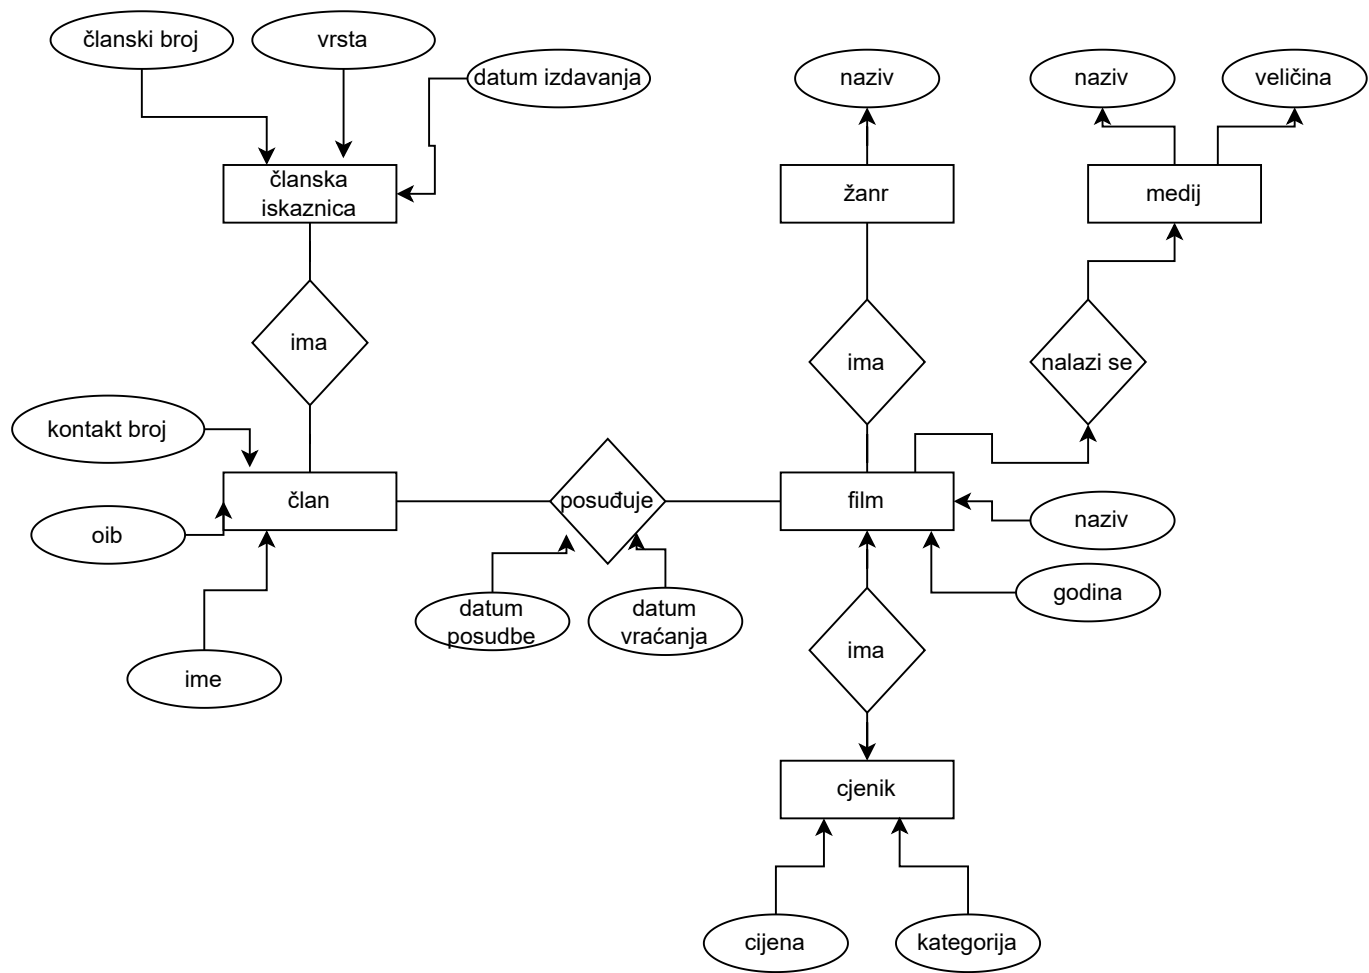 članski broj
vrsta
datum izdavanja
naziv
naziv
veličina
članska
iskaznica
žanr
medij
ima
ima
nalazi se
kontakt broj
član
posuđuje
film
oib
naziv
godina
datum
posudbe
datum
vraćanja
ime
ima
cjenik
cijena
kategorija